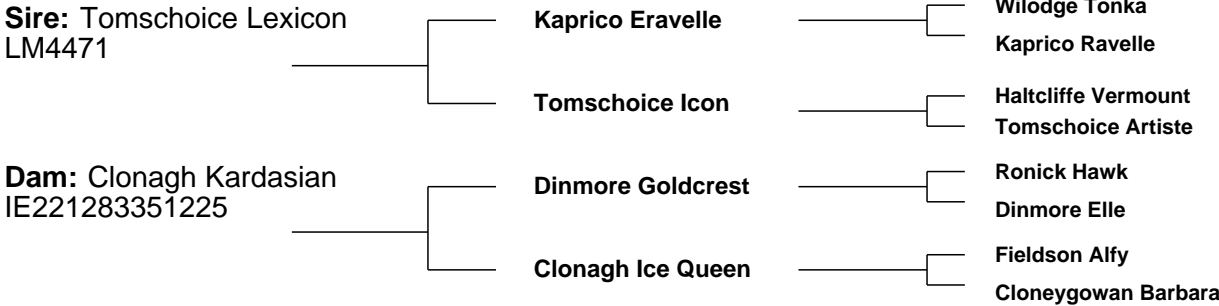 Sire: Tomschoice Lexicon
LM4471
Kaprico Eravelle
Wilodge Tonka
Kaprico Ravelle
Tomschoice Icon
Haltcliffe Vermount
Tomschoice Artiste
Dam: Clonagh Kardasian
IE221283351225
Dinmore Goldcrest
Ronick Hawk
Dinmore Elle
Clonagh Ice Queen
Fieldson Alfy
Cloneygowan Barbara